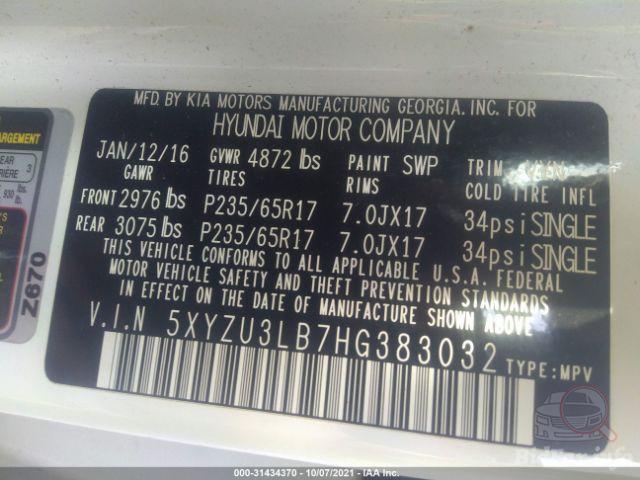 MFD. BY KIA MOTORS MANUFACTURING GEORGIA. INC. FOR
HYUNDAI MOTOR COMPANY
JAN/12/16 GVWR 4872 lbs PAINT SWP TRIM
GAWR TIRES RIMS COLD TIRE INFL
FRONT 2976 lbs P235/65R17 7.0JX17 34psi SINGLE
REAR 3075 lbs P235/65R17 7.0JX17 34psi SINGLE
THIS VEHICLE CONFORMS TO ALL APPLICABLE U.S.A. FEDERAL
MOTOR VEHICLE SAFETY AND THEFT PREVENTION STANDARDS
IN EFFECT ON THE DATE OF MANUFACTURE SHOWN ABOVE.
V.I.N 5XYZU3LB7HG383032 TYPE: MPV
ARGEMENT
3
Z670
000-31434370 - 10/07/2021 - IAA Inc.